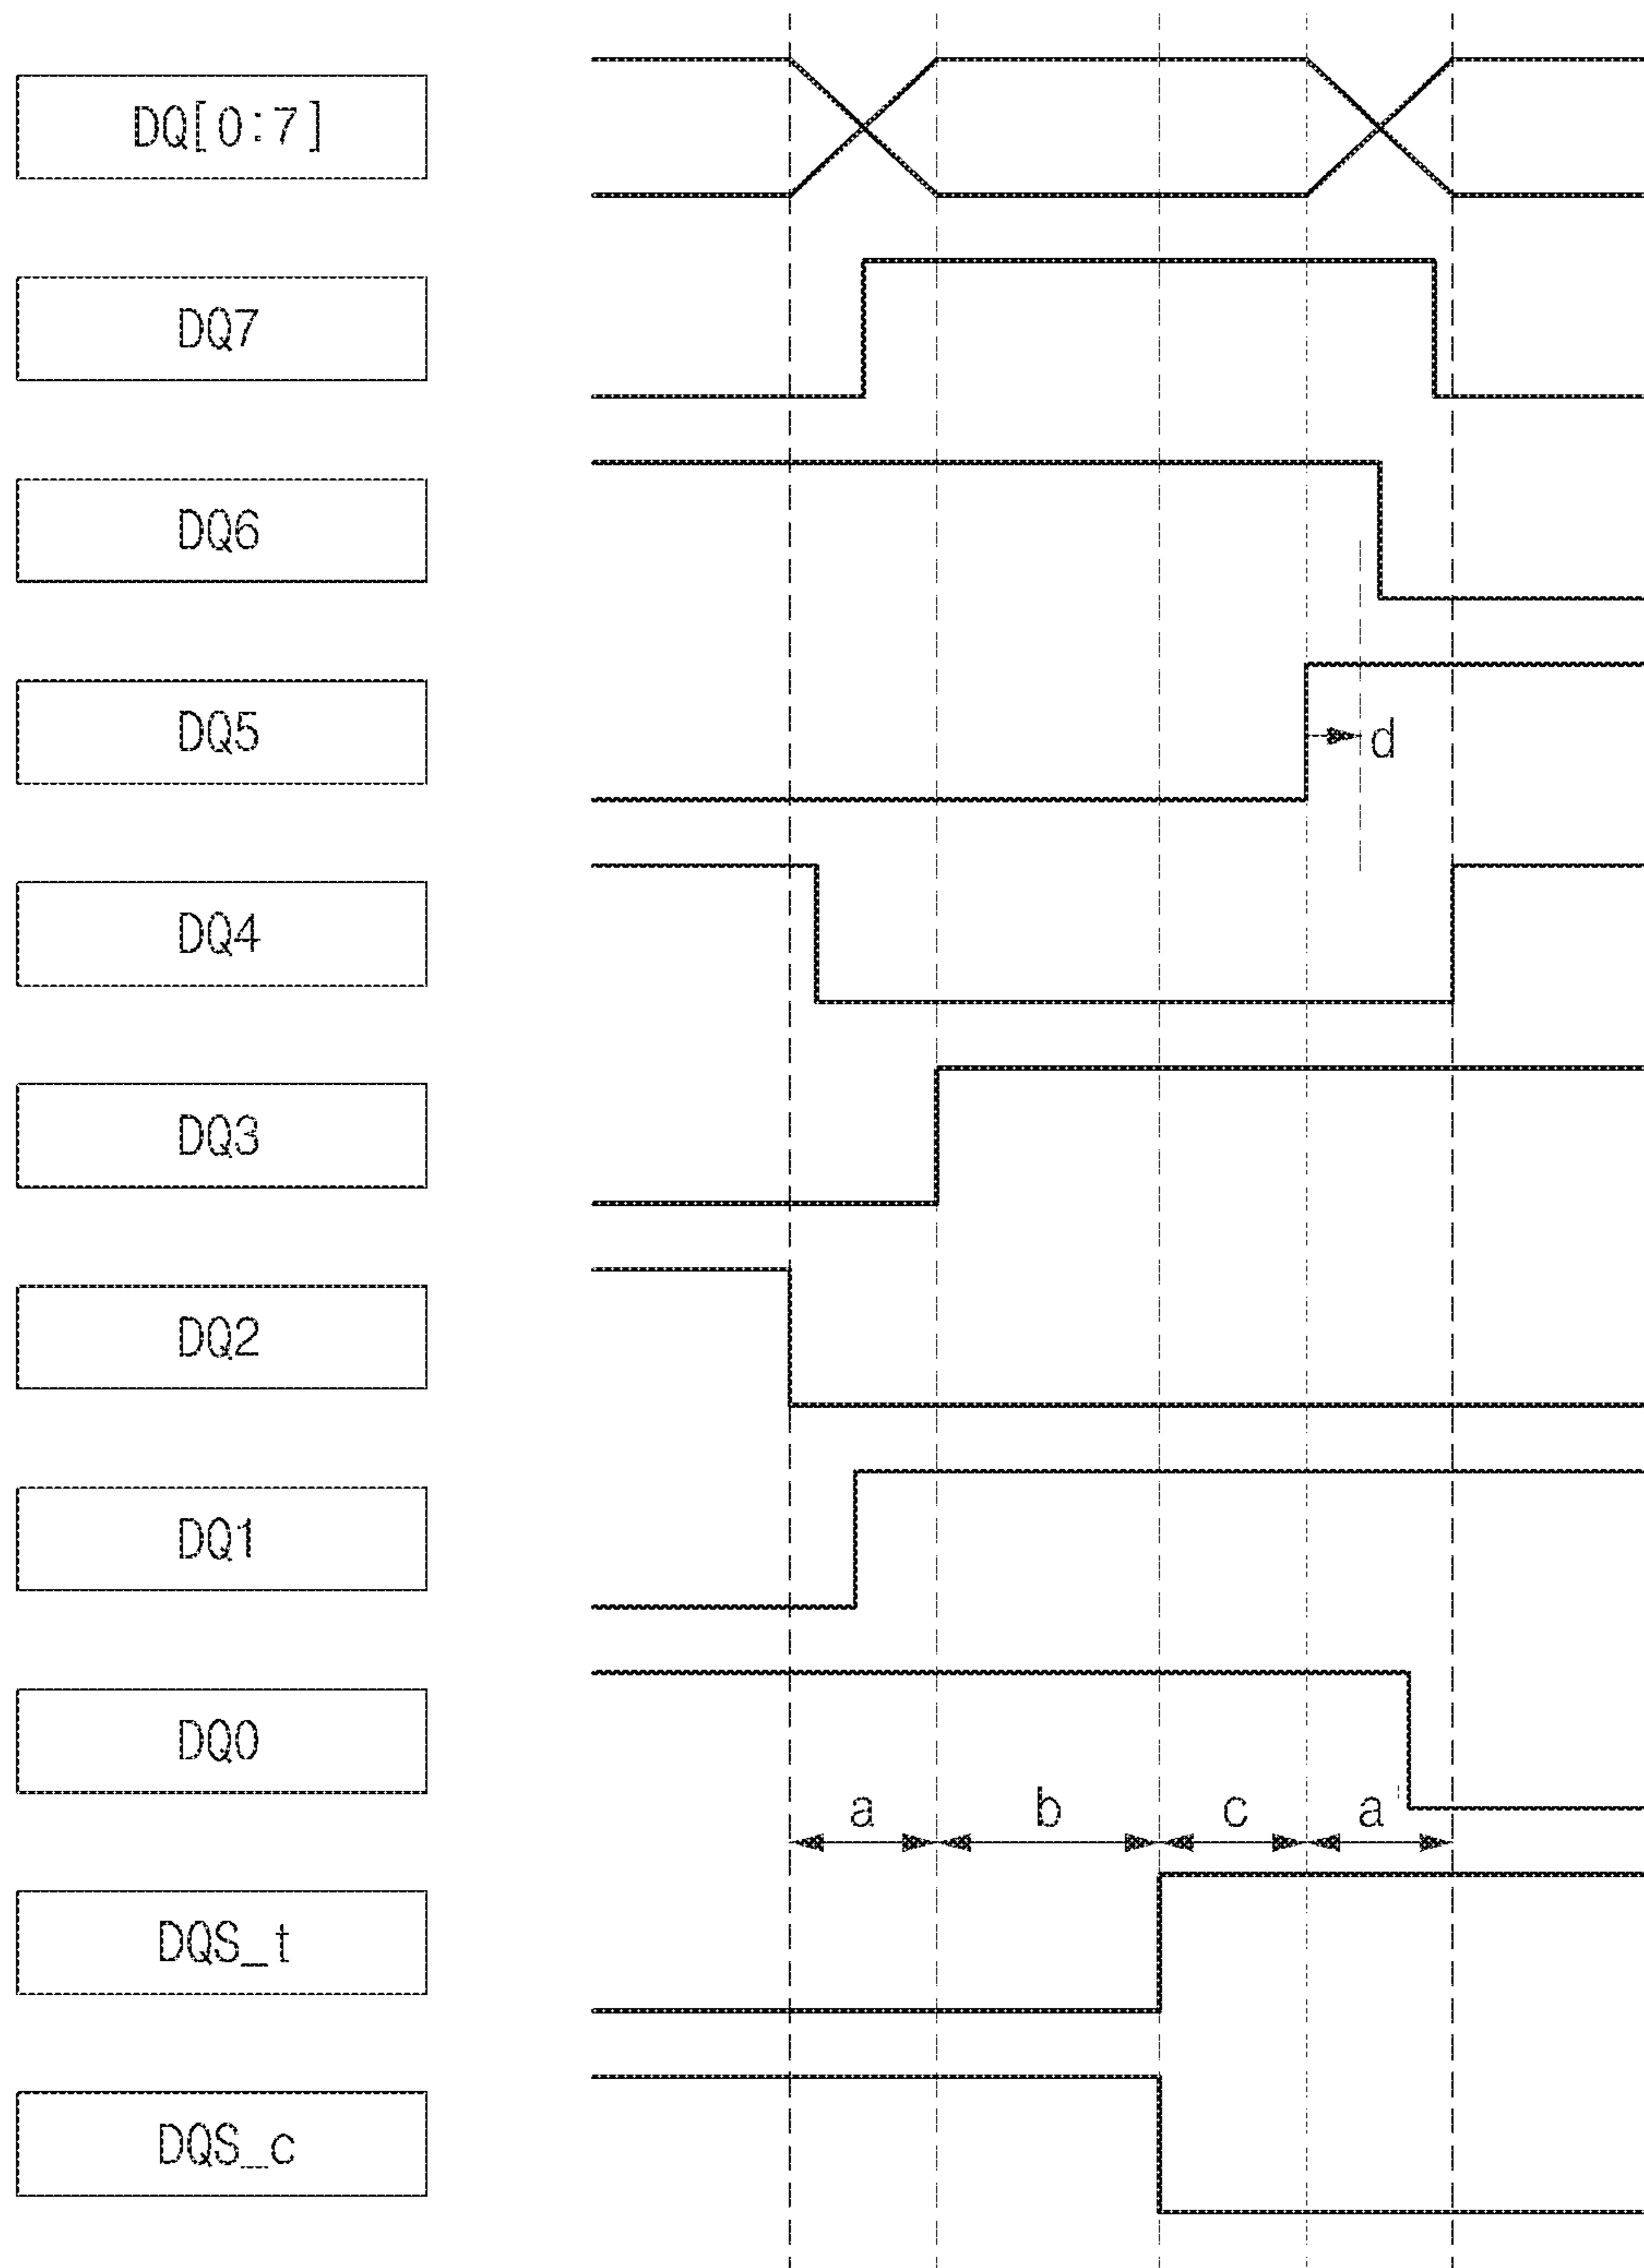 DQ[0:7]
DQ7
DQ6
DQ5
d
DQ4
DQ3
DQ2
DQ1
DQ0
a b c a'
DQS_t
DQS_c